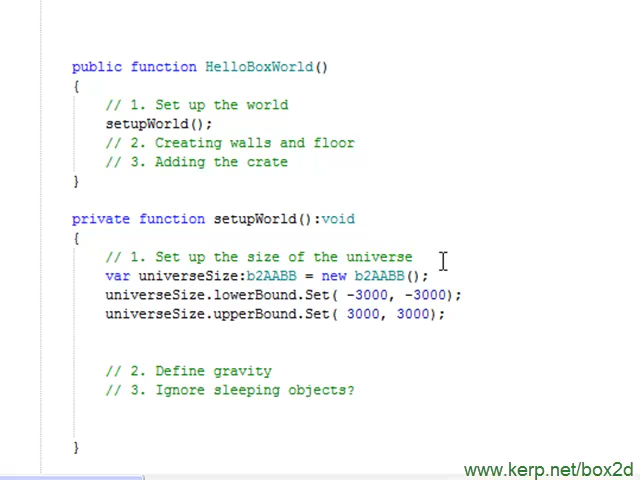 public function HelloBoxWorld()
{
// 1. Set up the world
setupWorld();
// 2. Creating walls and floor
// 3. Adding the crate
}
private function setupWorld():void
{
// 1. Set up the size of the universe
var universeSize:b2AABB = new b2AABB();
universeSize.lowerBound.Set( -3000, -3000);
universeSize.upperBound.Set( 3000, 3000);
// 2. Define gravity
// 3. Ignore sleeping objects?
}
www.kerp.net/box2d